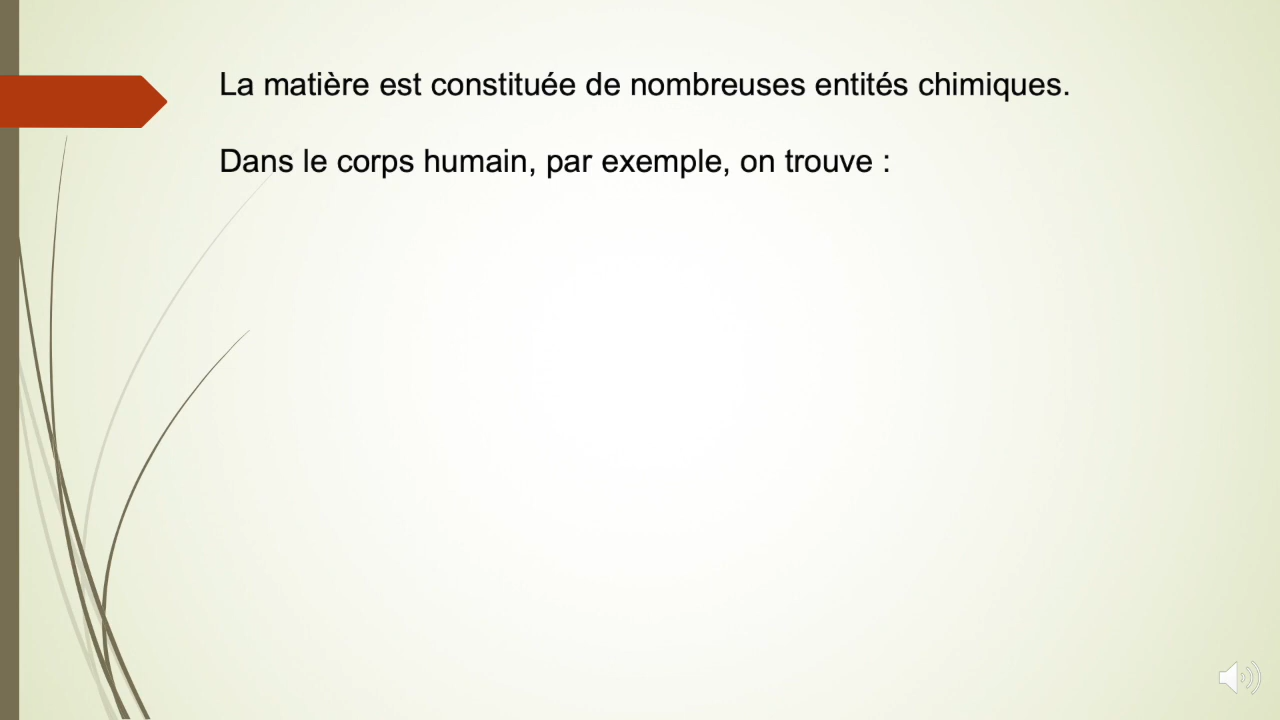 La matière est constituée de nombreuses entités chimiques.
Dans le corps humain, par exemple, on trouve :